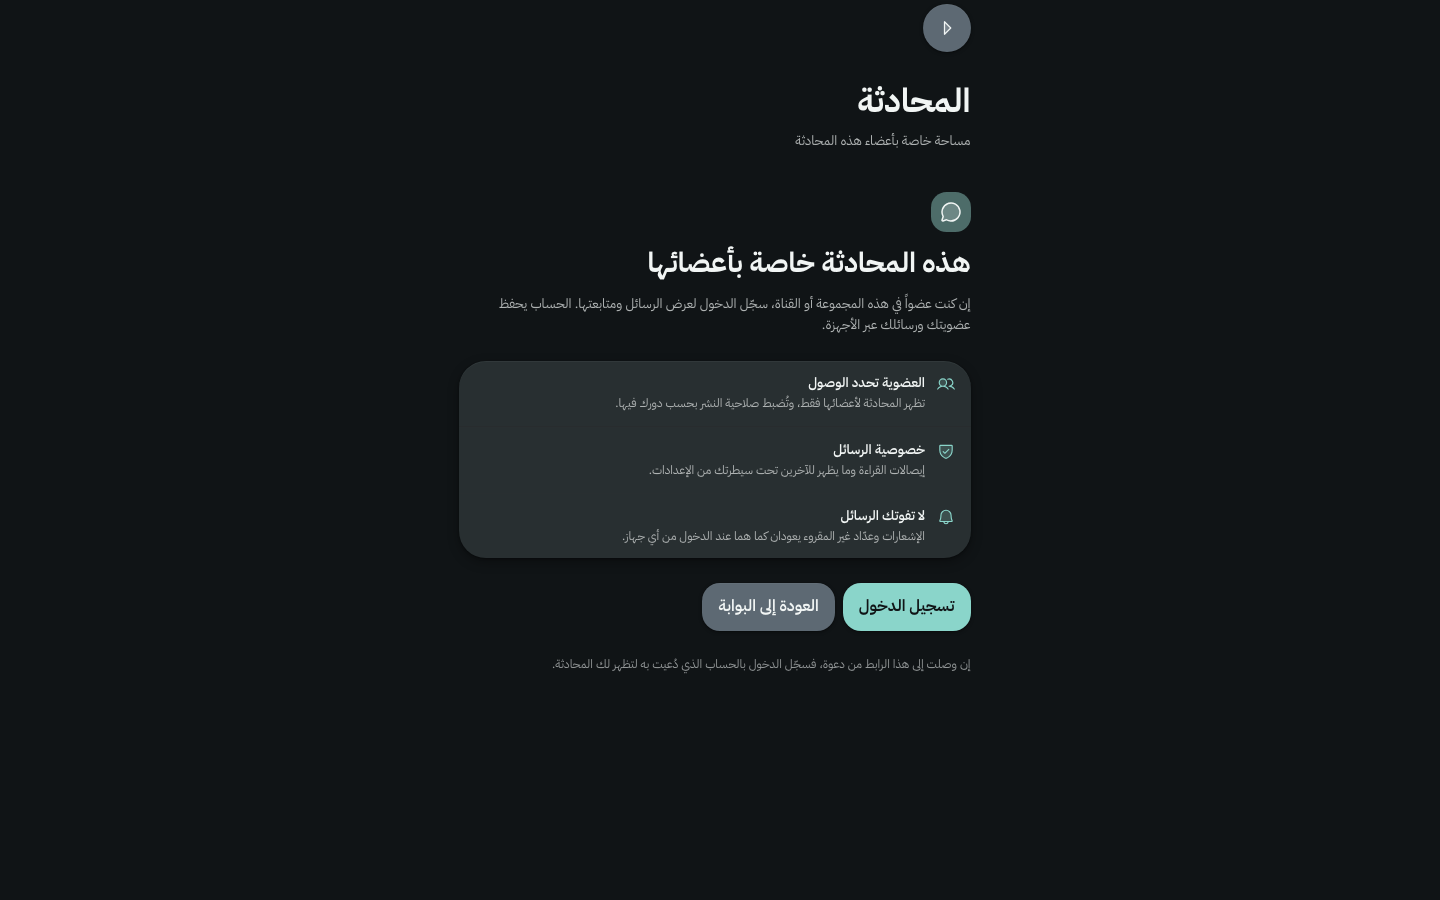 المحادثة
مساحة خاصة بأعضاء هذه المحادثة
هذه المحادثة خاصة بأعضائها
إن كنت عضواً في هذه المجموعة أو القناة، سجّل الدخول لعرض الرسائل ومتابعتها. الحساب يحفظ
عضويتك ورسائلك عبر الأجهزة.
العضوية تحدد الوصول
تظهر المحادثة لأعضائها فقط، وتُضبط صلاحية النشر بحسب دورك فيها.
خصوصية الرسائل
إيصالات القراءة وما يظهر للآخرين تحت سيطرتك من الإعدادات.
لا تفوتك الرسائل
الإشعارات وعدّاد غير المقروء يعودان كما هما عند الدخول من أي جهاز.
تسجيل الدخول
العودة إلى البوابة
إن وصلت إلى هذا الرابط من دعوة، فسجّل الدخول بالحساب الذي دُعيت به لتظهر لك المحادثة.